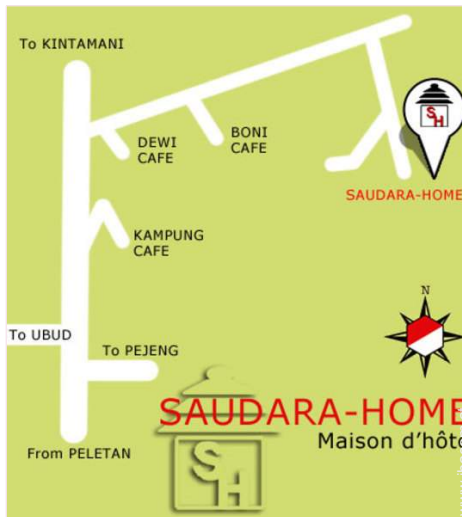 To KINTAMANI
DEWI
CAFE
BONI
CAFE
S
H
SAUDARA-HOME
KAMPUNG
CAFE
N
To UBUD
To PEJENG
SAUDARA-HOME
Maison d'hôt
S
H
From PELETAN